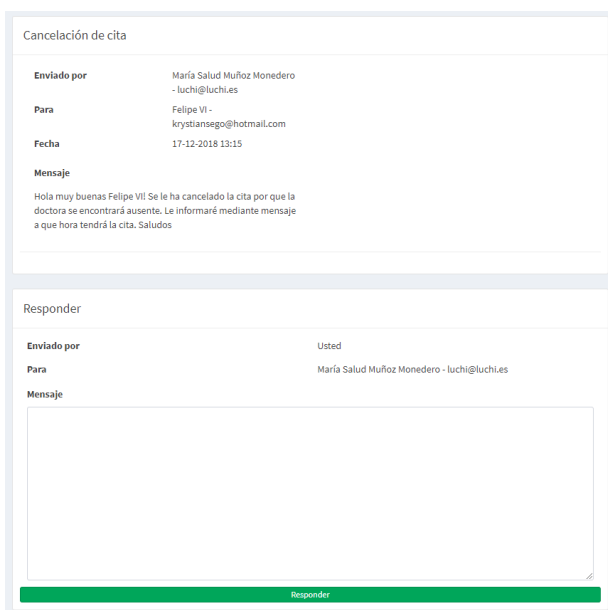 Cancelación de cita
Enviado por María Salud Muñoz Monedero
- luchi@luchi.es
Para Felipe VI -
krystiansego@hotmail.com
Fecha 17-12-2018 13:15
Mensaje
Hola muy buenas Felipe VI! Se le ha cancelado la cita por que la
doctora se encontrará ausente. Le informaré mediante mensaje
a que hora tendrá la cita. Saludos
Responder
Enviado por Usted
Para María Salud Muñoz Monedero - luchi@luchi.es
Mensaje
Responder